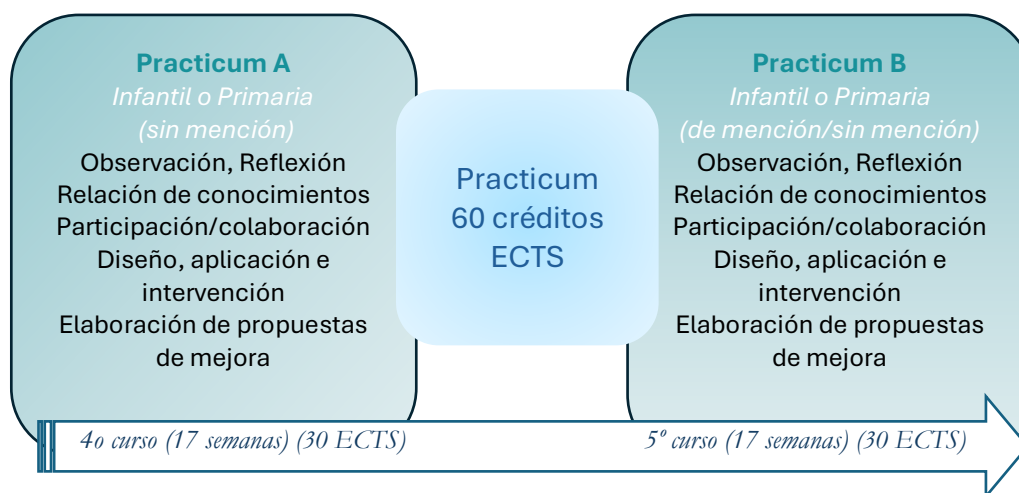 Practicum A
Infantil o Primaria
(sin mención)
Observación, Reflexión
Relación de conocimientos
Participación/colaboración
Diseño, aplicación e
intervención
Elaboración de propuestas
de mejora
Practicum
60 créditos
ECTS
Practicum B
Infantil o Primaria
(de mención/sin mención)
Observación, Reflexión
Relación de conocimientos
Participación/colaboración
Diseño, aplicación e
intervención
Elaboración de propuestas
de mejora
4o curso (17 semanas) (30 ECTS)
5º curso (17 semanas) (30 ECTS)